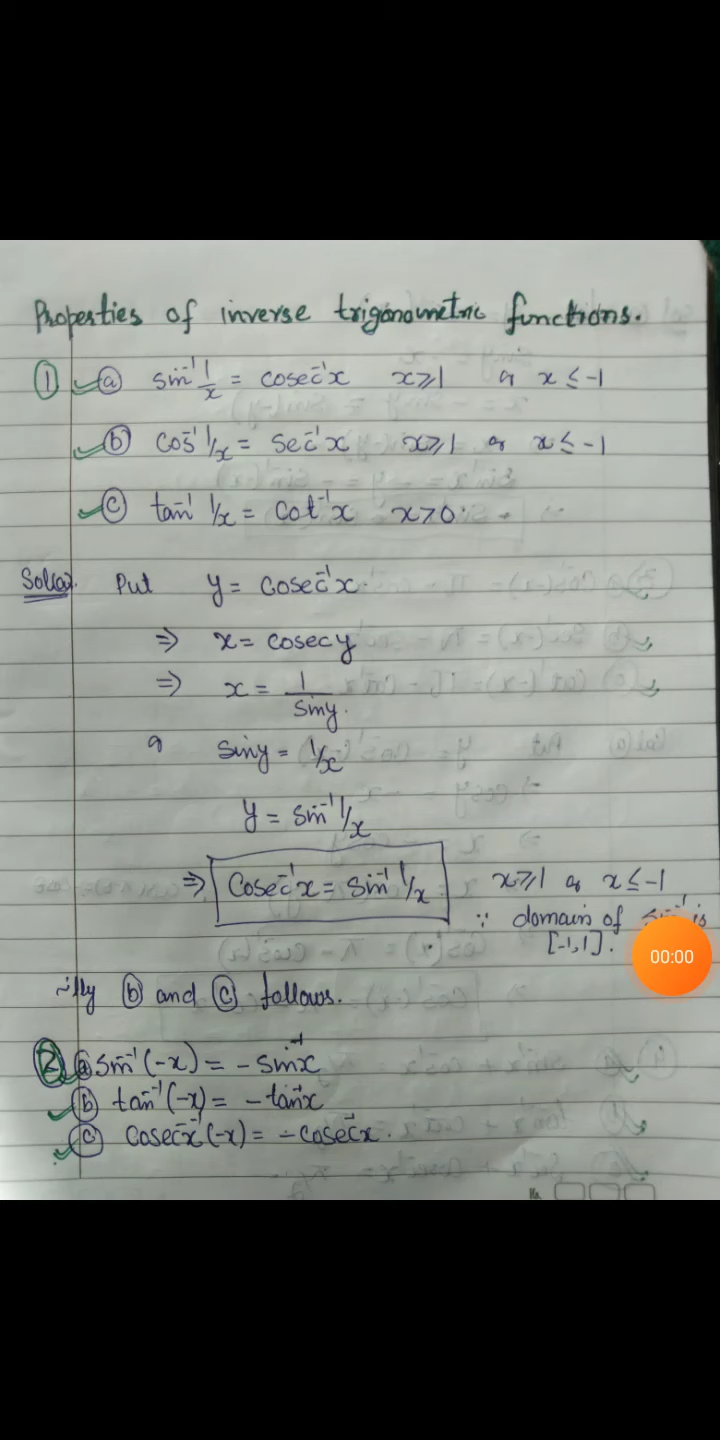 Properties of inverse trigonometric functions.
① ⓐ sin⁻¹ 1/x = cosec⁻¹x x ≥ 1 or x ≤ -1
ⓑ cos⁻¹ 1/x = sec⁻¹x x ≥ 1 or x ≤ -1
ⓒ tan⁻¹ 1/x = cot⁻¹x x > 0.
Put y = cosec⁻¹x
⇒ x = cosec y
⇒ x = 1/sin y.
or sin y = 1/x
y = sin⁻¹ 1/x
⇒ cosec⁻¹x = sin⁻¹ 1/x x ≥ 1 or x ≤ -1
∵ domain of is
[-1, 1].
00:00
ⓑ and ⓒ follows.
② ⓐ sin⁻¹(-x) = -sin⁻¹x
ⓑ tan⁻¹(-x) = -tan⁻¹x
ⓒ cosec⁻¹(-x) = -cosec⁻¹x.